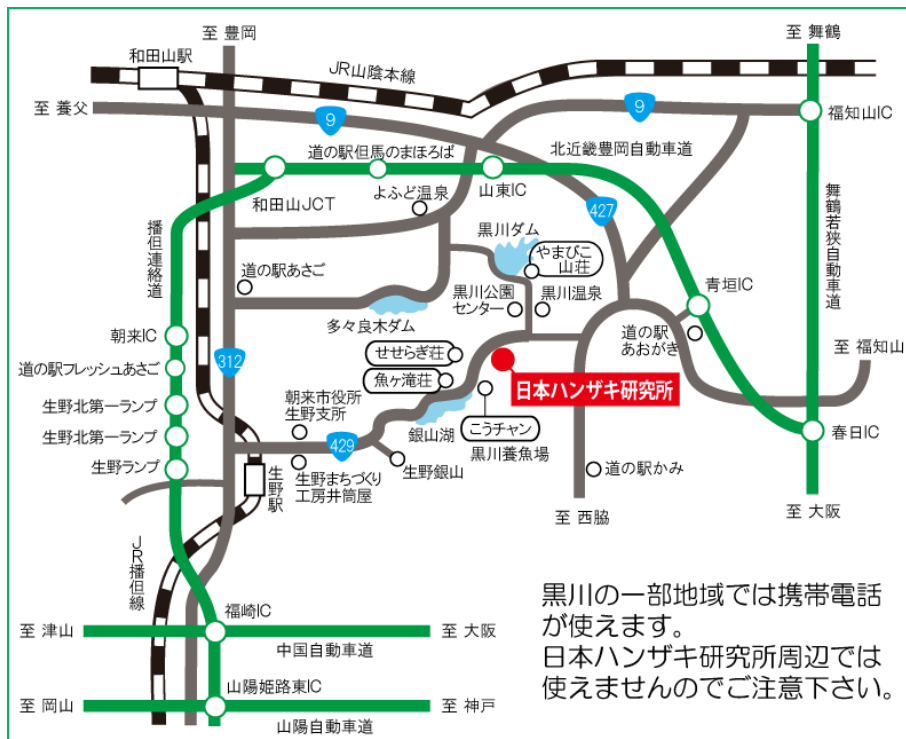 至 豊岡
至 舞鶴
和田山駅
JR山陰本線
至 養父
9
9
福知山IC
道の駅但馬のまほろば
北近畿豊岡自動車道
よふど温泉
山東IC
和田山JCT
427
舞鶴若狭自動車道
播但連絡道
黒川ダム
やまびこ
山荘
道の駅あさご
黒川公園
センター
黒川温泉
青垣IC
多々良木ダム
道の駅
あおがき
朝来IC
至 福知山
312
せせらぎ荘
道の駅フレッシュあさご
魚ヶ滝荘
日本ハンザキ研究所
生野北第一ランプ
朝来市役所
生野支所
こうチャン
生野北第一ランプ
銀山湖
春日IC
429
黒川養魚場
生野ランプ
生野駅
生野まちづくり
工房井筒屋
生野銀山
道の駅かみ
至 西脇
至 大阪
JR播但線
福崎IC
至 津山
至 大阪
中国自動車道
山陽姫路東IC
至 岡山
至 神戸
山陽自動車道
黒川の一部地域では携帯電話
が使えます。
日本ハンザキ研究所周辺では
使えませんのでご注意下さい。